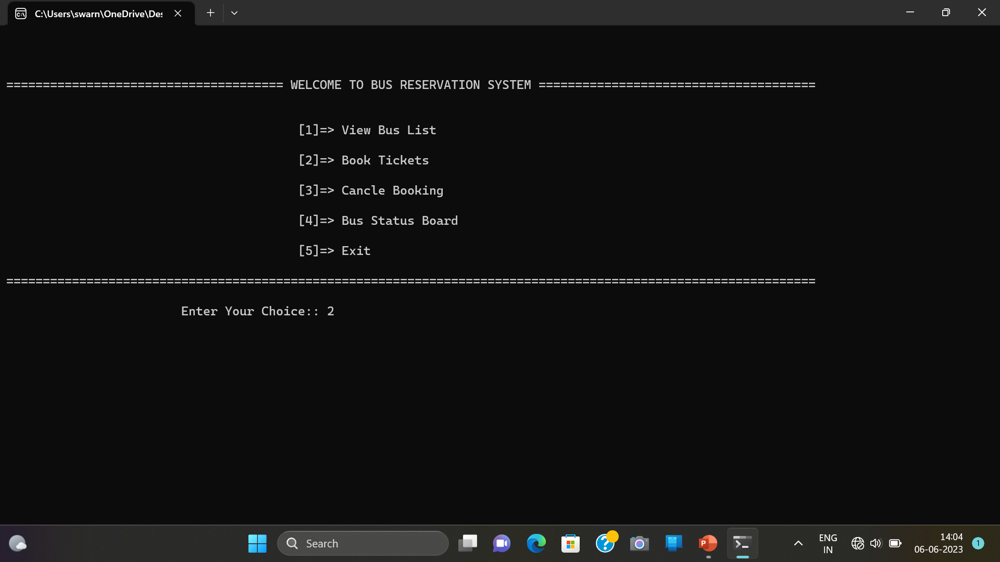 C:\Users\swarn\OneDrive\Des
===================================== WELCOME TO BUS RESERVATION SYSTEM =====================================
[1]=> View Bus List
[2]=> Book Tickets
[3]=> Cancle Booking
[4]=> Bus Status Board
[5]=> Exit
===============================================================================================================
Enter Your Choice:: 2
Search
ENG
IN
14:04
06-06-2023
1